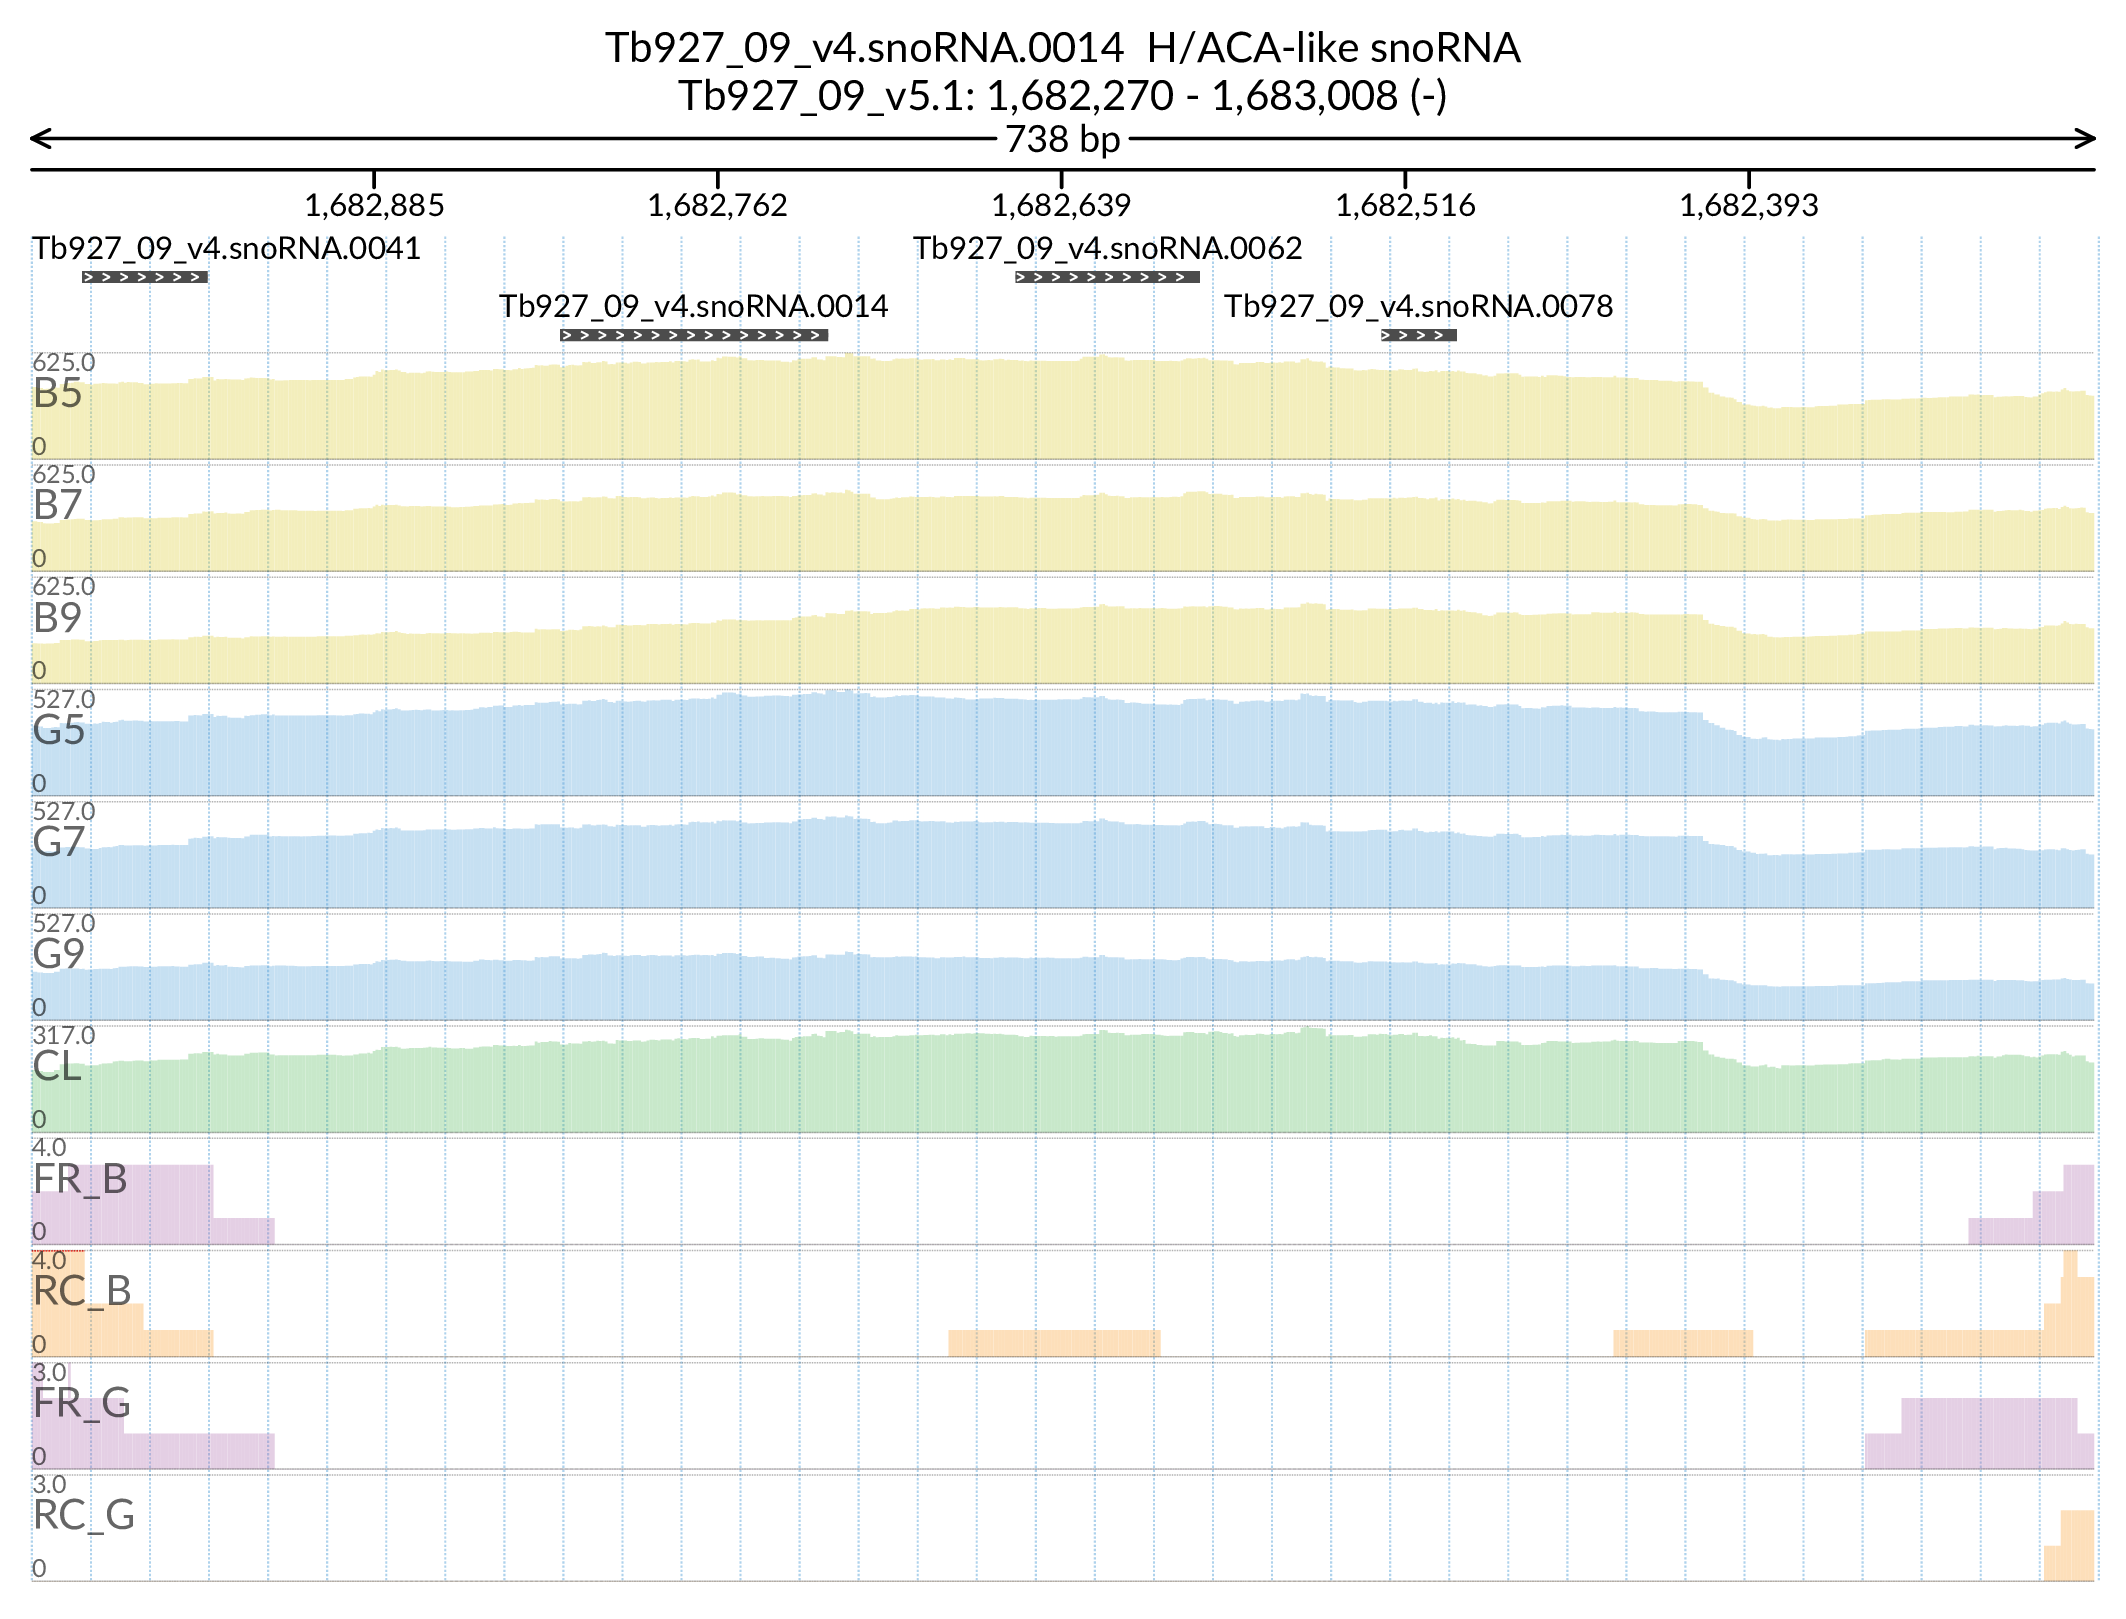 Tb927_09_v4.snoRNA.0014  H/ACA-like snoRNA
Tb927_09_v5.1: 1,682,270 - 1,683,008 (-)
738 bp
1,682,885 1,682,762 1,682,639 1,682,516 1,682,393
Tb927_09_v4.snoRNA.0041 Tb927_09_v4.snoRNA.0062
Tb927_09_v4.snoRNA.0014 Tb927_09_v4.snoRNA.0078
625.0
B5
0
625.0
B7
0
625.0
B9
0
527.0
G5
0
527.0
G7
0
527.0
G9
0
317.0
CL
0
4.0
FR_B
0
4.0
RC_B
0
3.0
FR_G
0
3.0
RC_G
0